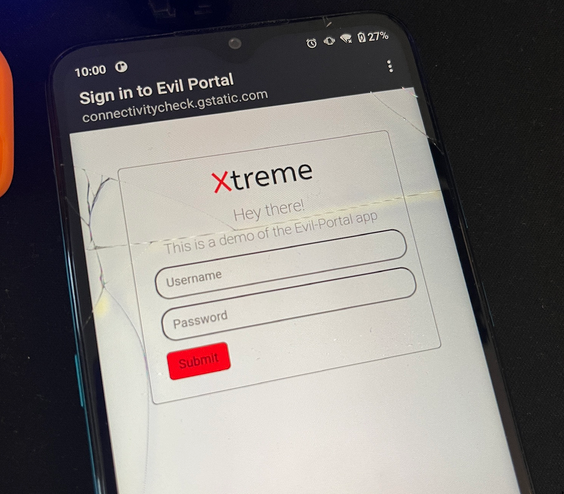 10:00 27%
Sign in to Evil Portal
connectivitycheck.gstatic.com
Xtreme
Hey there!
This is a demo of the Evil-Portal app
Username
Password
Submit